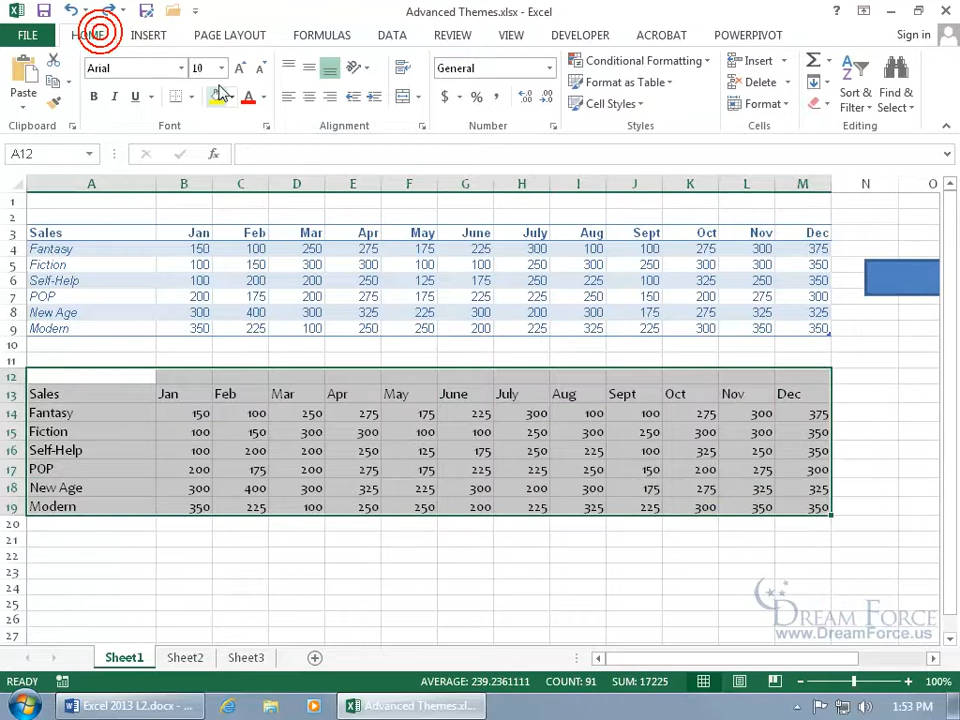 Advanced Themes.xlsx - Excel
FILE HOME INSERT PAGE LAYOUT FORMULAS DATA REVIEW VIEW DEVELOPER ACROBAT POWERPIVOT Sign in
Arial 10 General Conditional Formatting Insert
Paste Format as Table Delete Sort & Find &
Cell Styles Format Filter Select
Clipboard Font Alignment Number Styles Cells Editing
A12
A B C D E F G H I J K L M N O
1
2
3 Sales Jan Feb Mar Apr May June July Aug Sept Oct Nov Dec
4 Fantasy 150 100 250 275 175 225 300 100 100 275 300 375
5 Fiction 100 150 300 300 100 100 250 300 250 300 300 350
6 Self-Help 100 200 200 250 125 175 250 225 100 325 250 350
7 POP 200 175 200 275 175 225 225 250 150 200 275 300
8 New Age 300 400 300 325 225 300 200 300 175 275 325 325
9 Modern 350 225 100 250 250 200 225 325 225 300 350 350
10
11
12
13 Sales Jan Feb Mar Apr May June July Aug Sept Oct Nov Dec
14 Fantasy 150 100 250 275 175 225 300 100 100 275 300 375
15 Fiction 100 150 300 300 100 100 250 300 250 300 300 350
16 Self-Help 100 200 200 250 125 175 250 225 100 325 250 350
17 POP 200 175 200 275 175 225 225 250 150 200 275 300
18 New Age 300 400 300 325 225 300 200 300 175 275 325 325
19 Modern 350 225 100 250 250 200 225 325 225 300 350 350
20
21
22
23
24
25
26
27
DREAM FORCE
www.DreamForce.us
Sheet1 Sheet2 Sheet3
READY AVERAGE: 239.2361111 COUNT: 91 SUM: 17225 100%
Excel 2013 L2.docx - ... Advanced Themes.xl... 1:53 PM